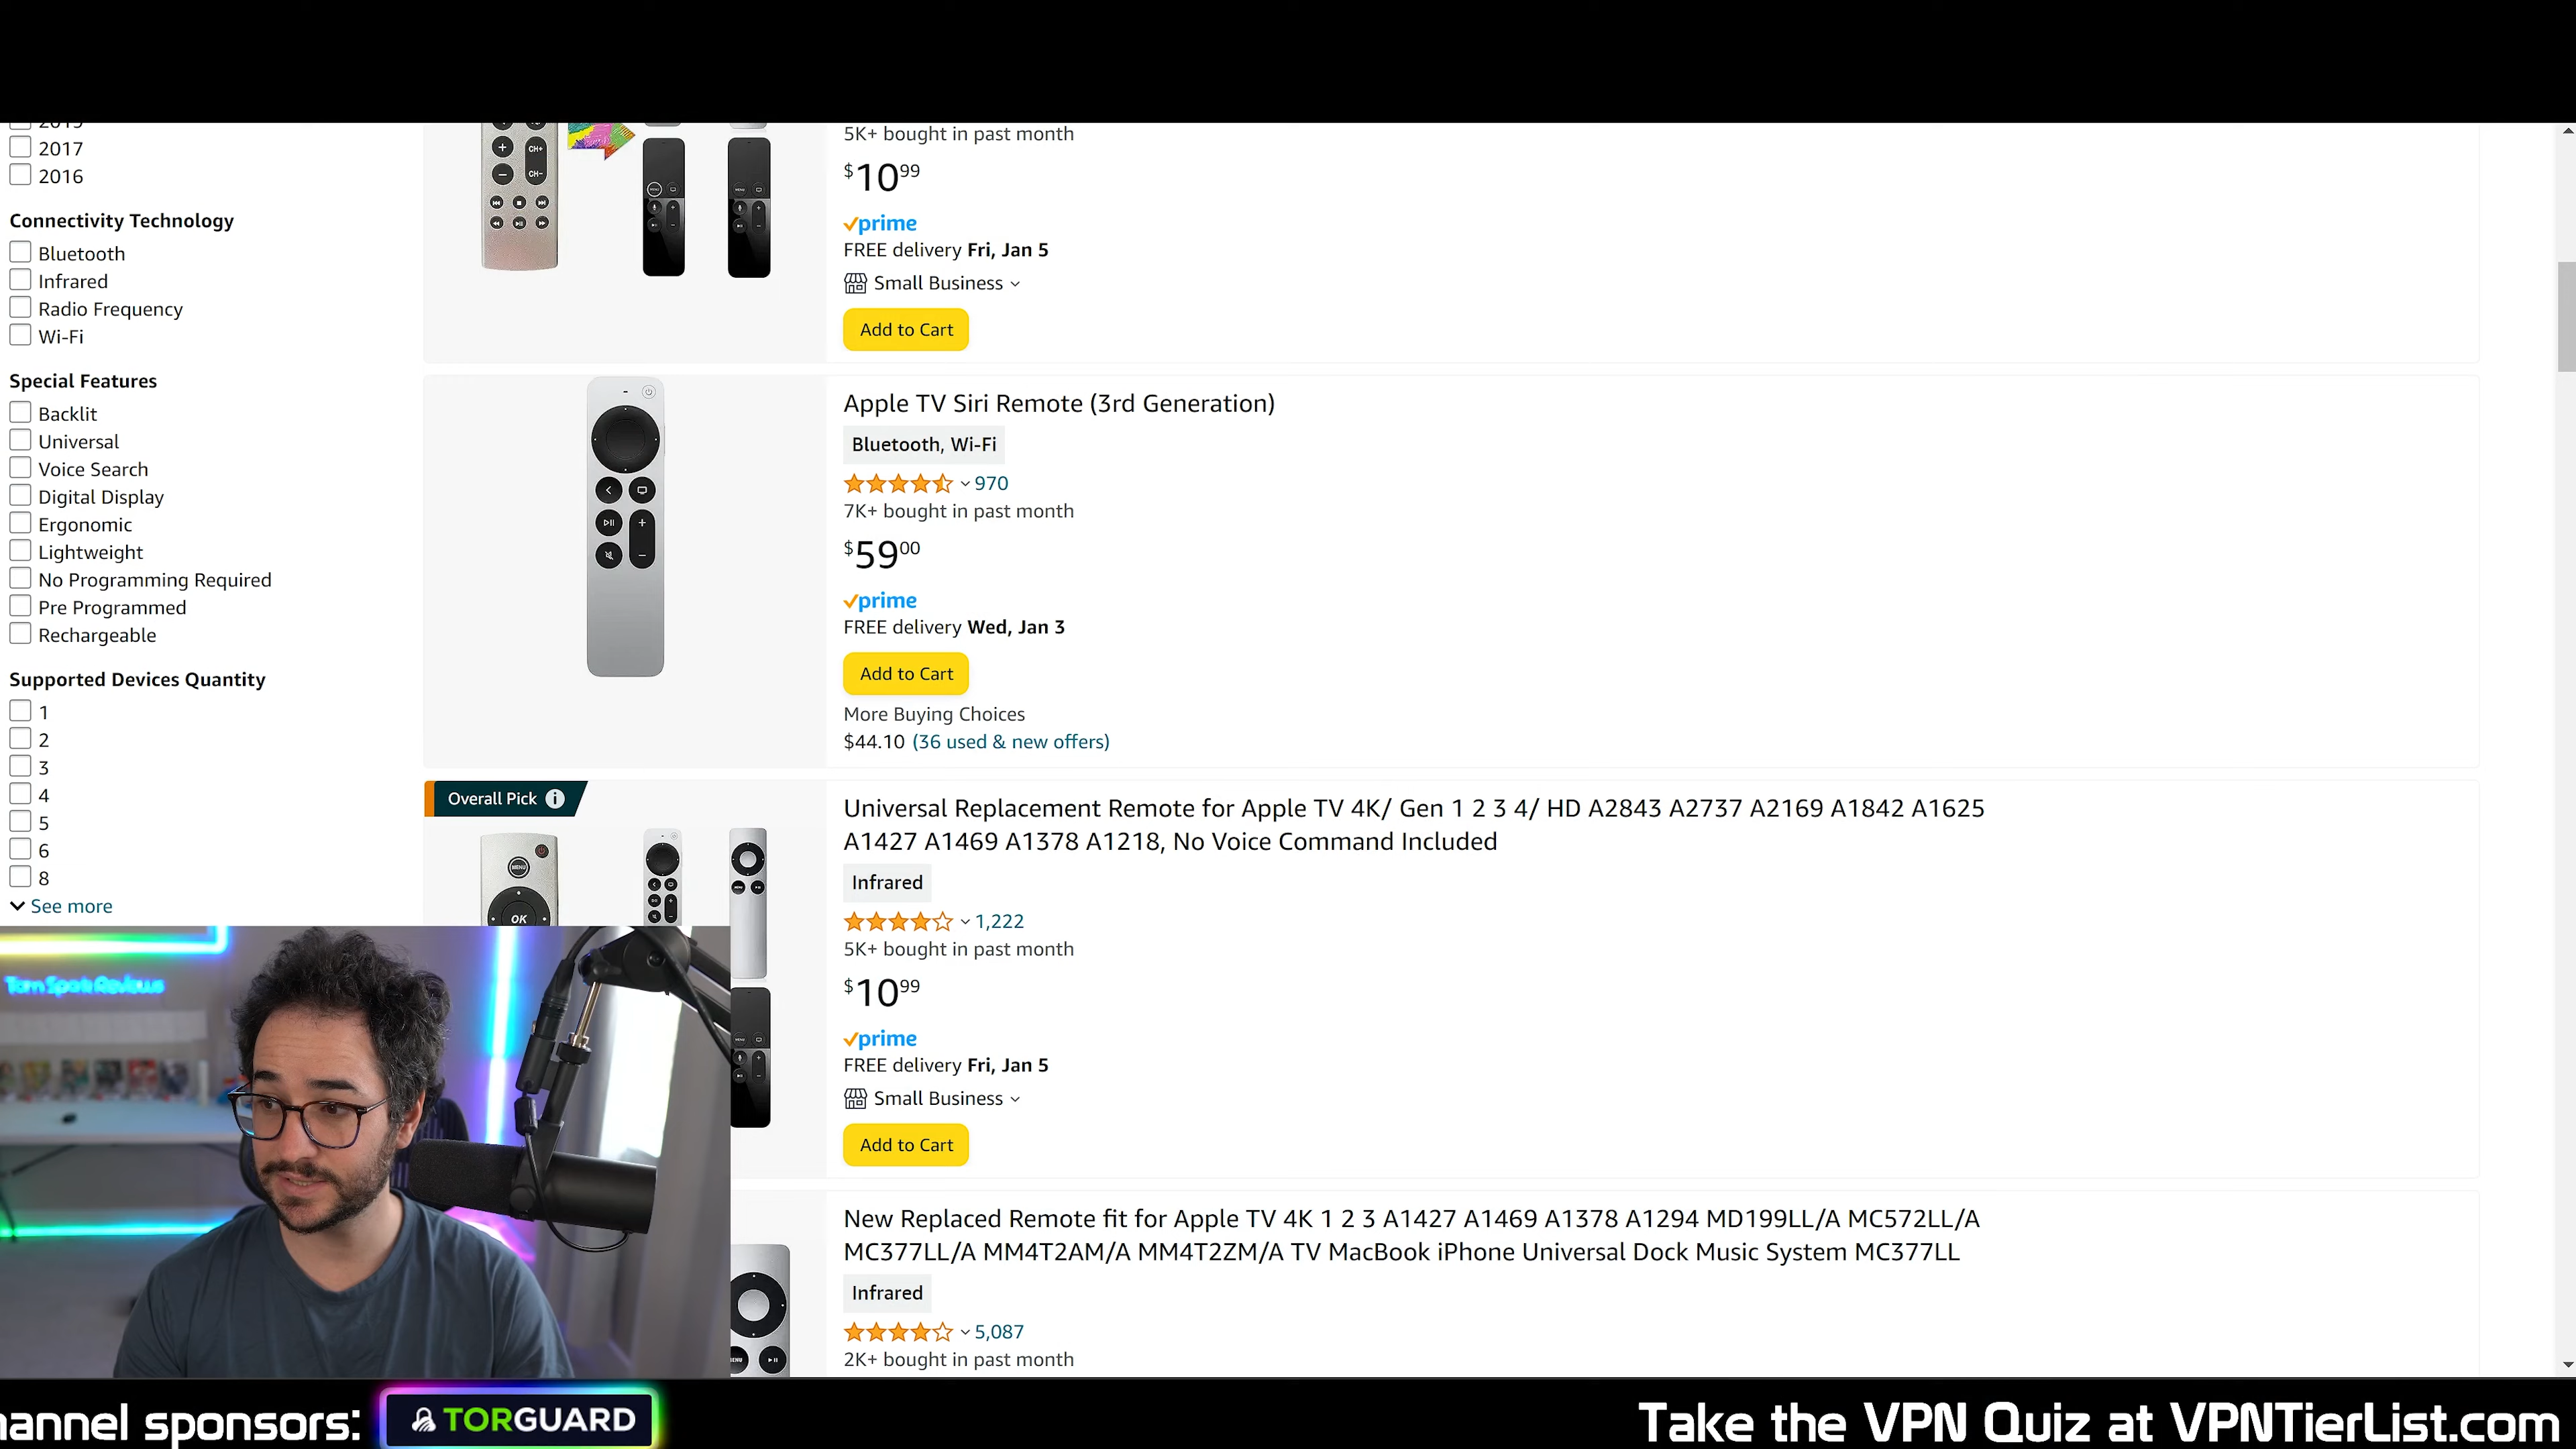 2017
2016
Connectivity Technology
Bluetooth
Infrared
Radio Frequency
Wi-Fi
Special Features
Backlit
Universal
Voice Search
Digital Display
Ergonomic
Lightweight
No Programming Required
Pre Programmed
Rechargeable
Supported Devices Quantity
1
2
3
4
5
6
8
See more
CH+
CH-
5K+ bought in past month
$10.99
prime
FREE delivery Fri, Jan 5
Small Business
Add to Cart
Apple TV Siri Remote (3rd Generation)
Bluetooth, Wi-Fi
970
7K+ bought in past month
$59.00
prime
FREE delivery Wed, Jan 3
Add to Cart
More Buying Choices
$44.10 (36 used & new offers)
Overall Pick
MENU
OK
Universal Replacement Remote for Apple TV 4K/ Gen 1 2 3 4/ HD A2843 A2737 A2169 A1842 A1625
A1427 A1469 A1378 A1218, No Voice Command Included
Infrared
1,222
5K+ bought in past month
$10.99
prime
FREE delivery Fri, Jan 5
Small Business
Add to Cart
New Replaced Remote fit for Apple TV 4K 1 2 3 A1427 A1469 A1378 A1294 MD199LL/A MC572LL/A
MC377LL/A MM4T2AM/A MM4T2ZM/A TV MacBook iPhone Universal Dock Music System MC377LL
Infrared
5,087
2K+ bought in past month
Tom Spark Reviews
hannel sponsors:
TORGUARD
Take the VPN Quiz at VPNTierList.com